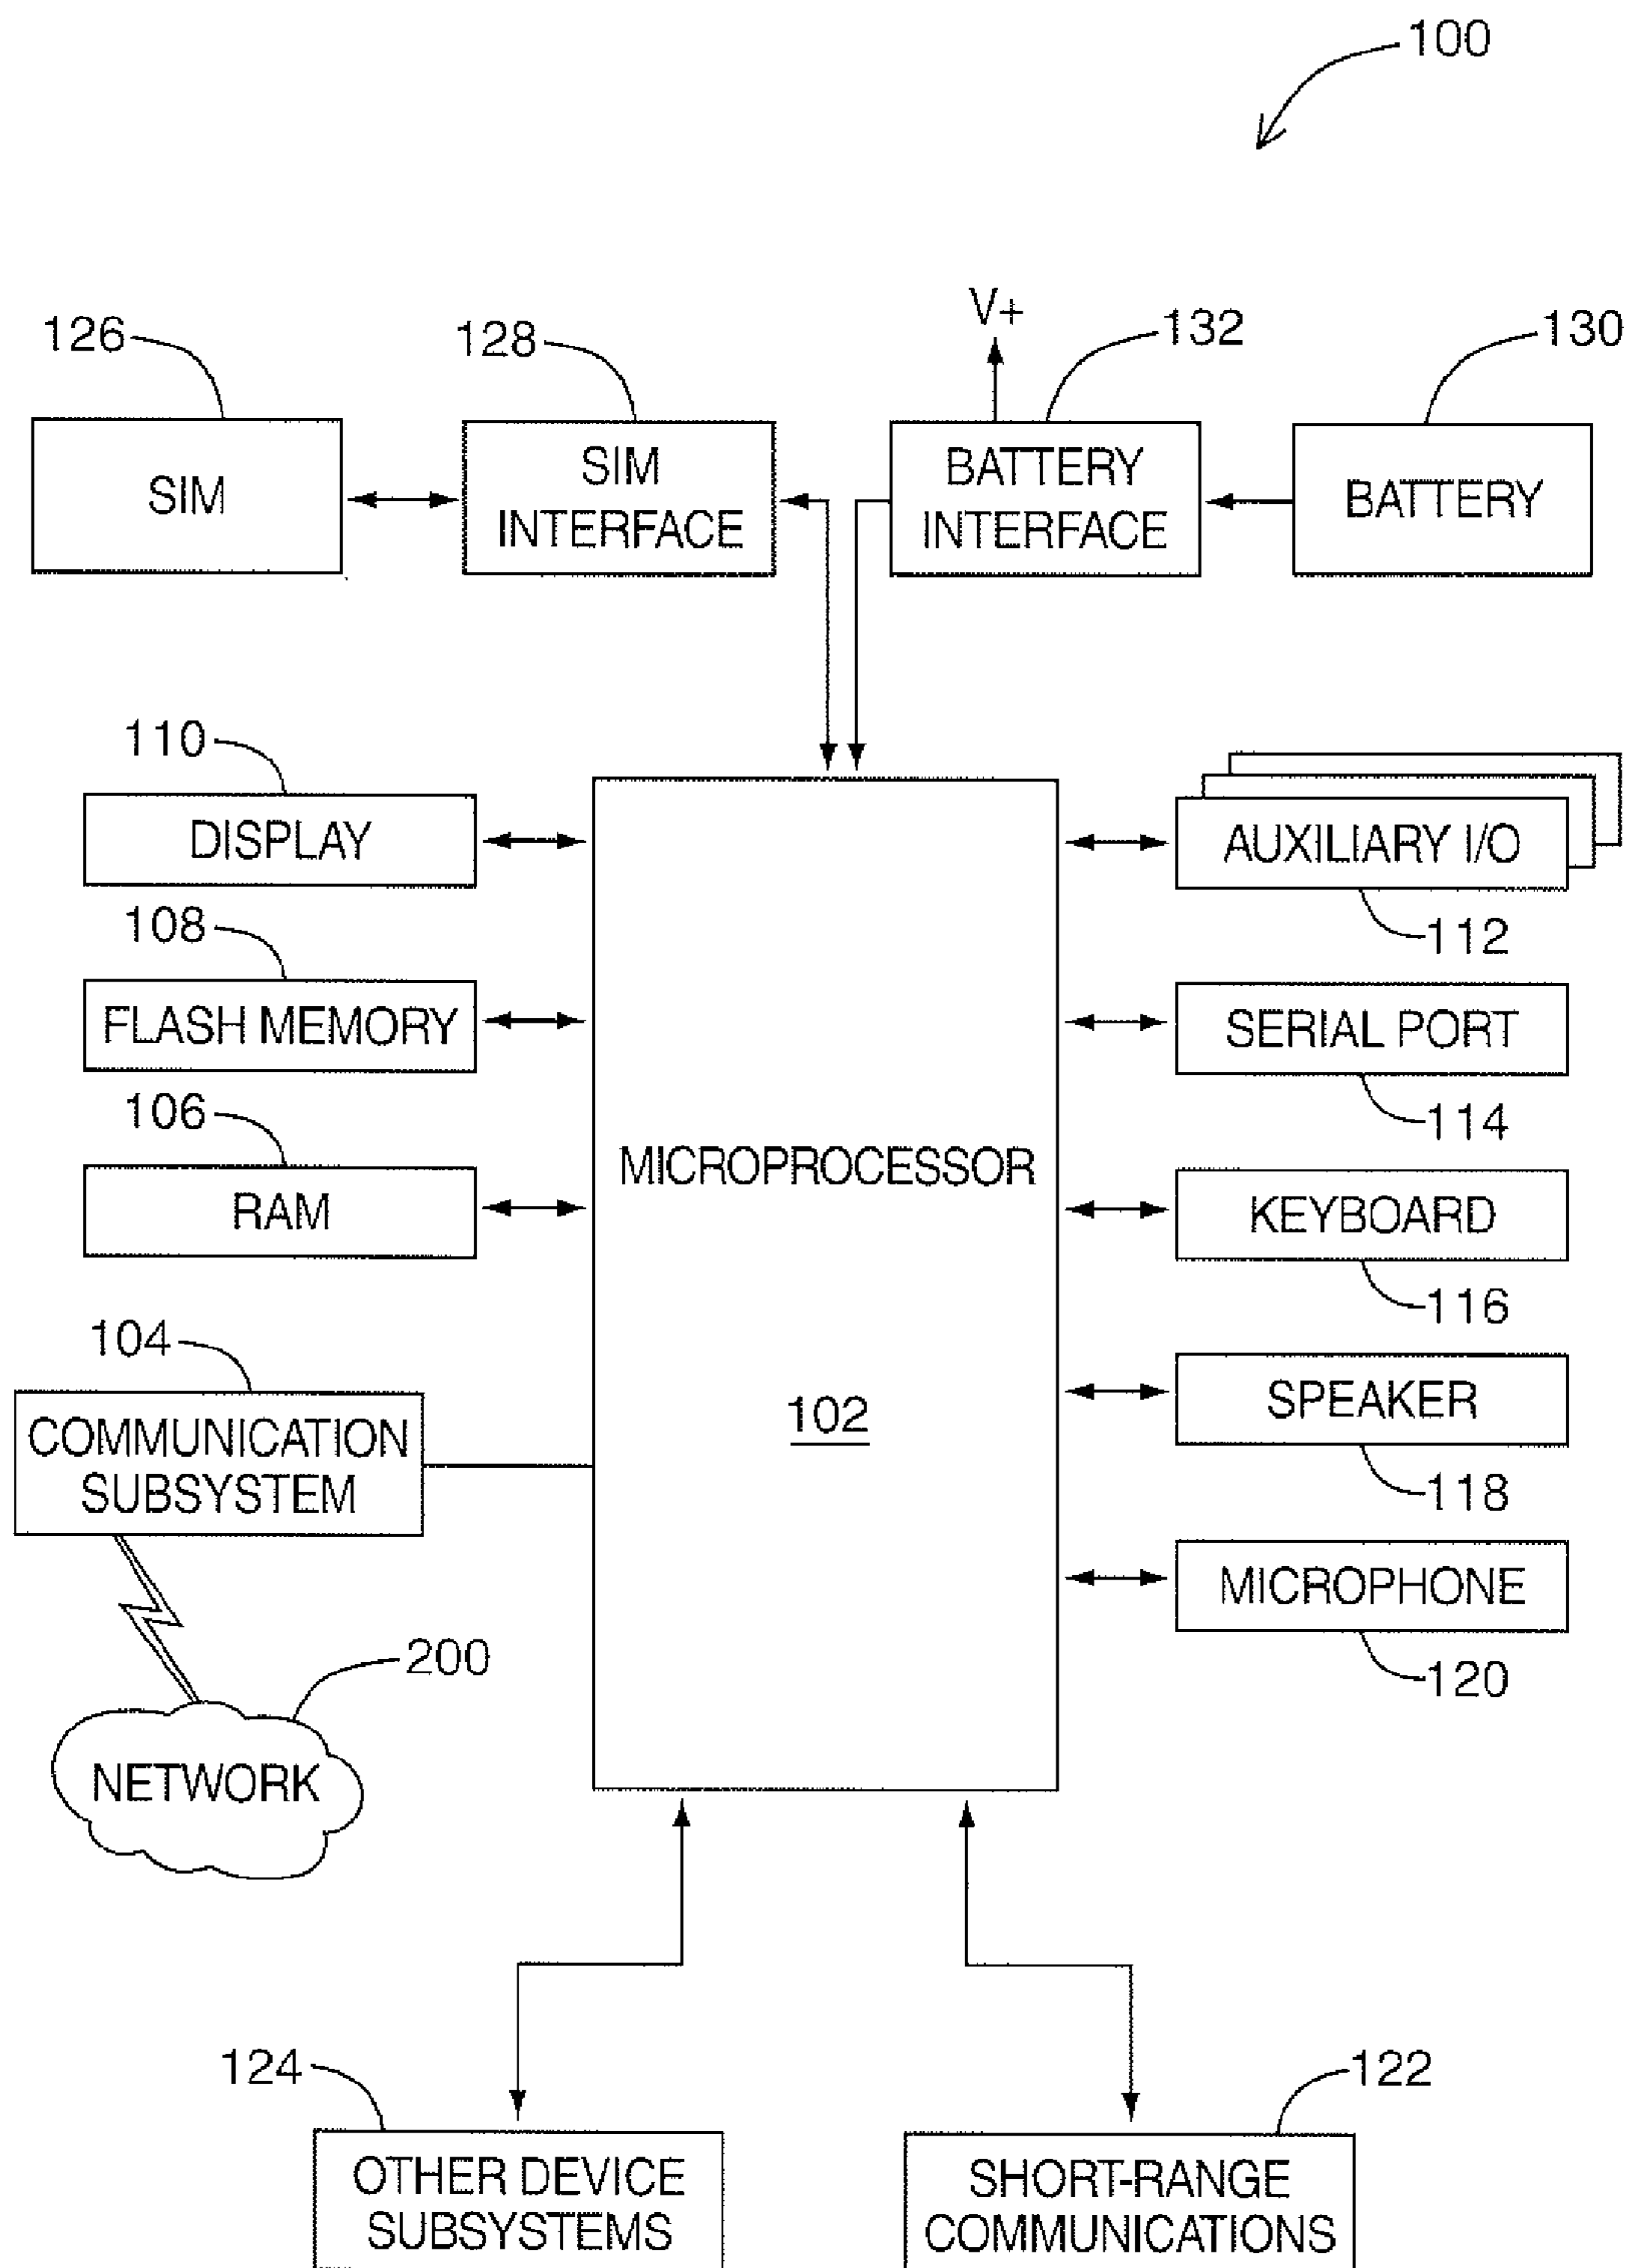 100
V+
126
128
132
130
SIM
SIM
INTERFACE
BATTERY
INTERFACE
BATTERY
110
DISPLAY
AUXILIARY I/O
112
108
FLASH MEMORY
SERIAL PORT
114
106
RAM
MICROPROCESSOR
KEYBOARD
116
104
COMMUNICATION
SUBSYSTEM
102
SPEAKER
118
MICROPHONE
120
200
NETWORK
124
OTHER DEVICE
SUBSYSTEMS
122
SHORT-RANGE
COMMUNICATIONS